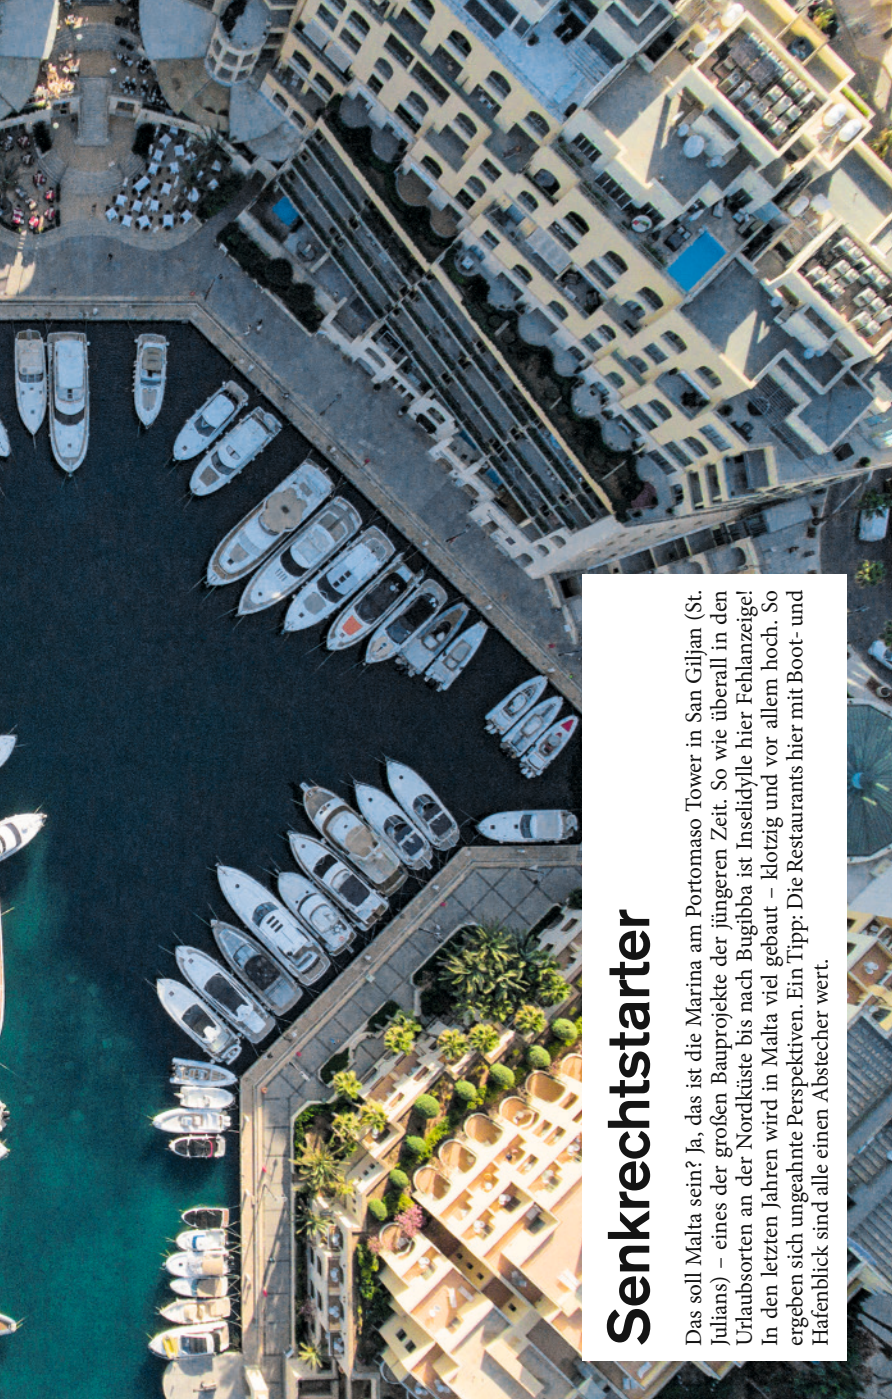 Senkrechtstarter
Das soll Malta sein? Ja, das ist die Marina am Portomaso Tower in San Ġiljan (St.
Julians) – eines der großen Bauprojekte der jüngeren Zeit. So wie überall in den
Urlaubsorten an der Nordküste bis nach Bugibba ist Inselidylle hier Fehlanzeige!
In den letzten Jahren wird in Malta viel gebaut – klotzig und vor allem hoch. So
ergeben sich ungeahnte Perspektiven. Ein Tipp: Die Restaurants hier mit Boot- und
Hafenblick sind alle einen Abstecher wert.